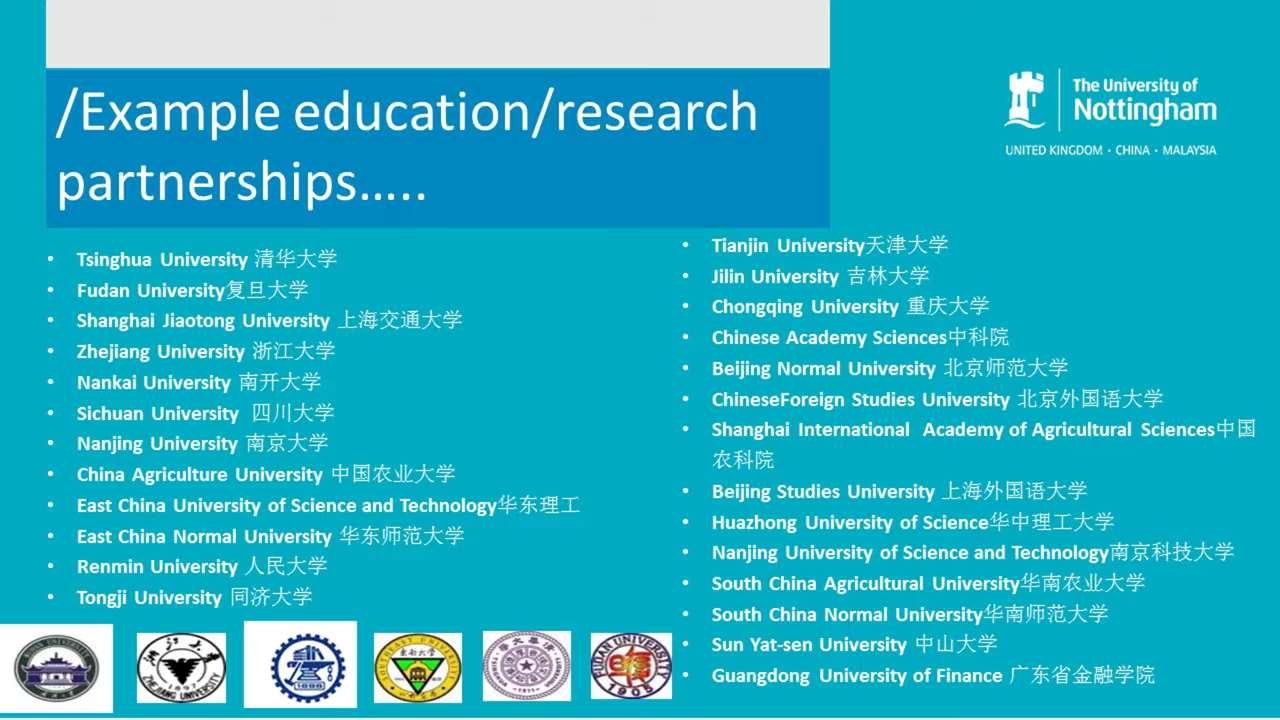 /Example education/research
partnerships…..
The University of
Nottingham
UNITED KINGDOM · CHINA · MALAYSIA
• Tsinghua University 清华大学
• Fudan University复旦大学
• Shanghai Jiaotong University 上海交通大学
• Zhejiang University 浙江大学
• Nankai University 南开大学
• Sichuan University 四川大学
• Nanjing University 南京大学
• China Agriculture University 中国农业大学
• East China University of Science and Technology华东理工
• East China Normal University 华东师范大学
• Renmin University 人民大学
• Tongji University 同济大学
• Tianjin University天津大学
• Jilin University 吉林大学
• Chongqing University 重庆大学
• Chinese Academy Sciences中科院
• Beijing Normal University 北京师范大学
• ChineseForeign Studies University 北京外国语大学
• Shanghai International Academy of Agricultural Sciences中国
农科院
• Beijing Studies University 上海外国语大学
• Huazhong University of Science华中理工大学
• Nanjing University of Science and Technology南京科技大学
• South China Agricultural University华南农业大学
• South China Normal University华南师范大学
• Sun Yat-sen University 中山大学
• Guangdong University of Finance 广东省金融学院
ZHEJIANG UNIVERSITY
1897
1896
SOUTHEAST UNIVERSITY
FUDAN UNIVERSITY
1905